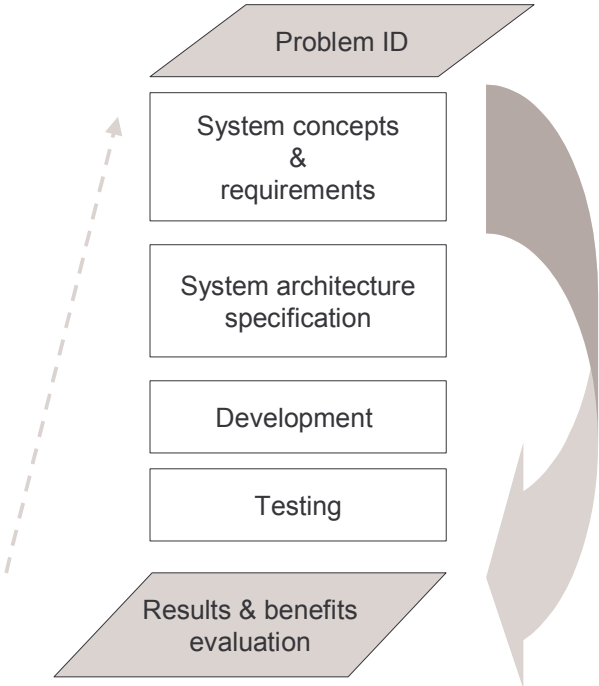 Problem ID
System concepts
&
requirements
System architecture
specification
Development
Testing
Results & benefits
evaluation